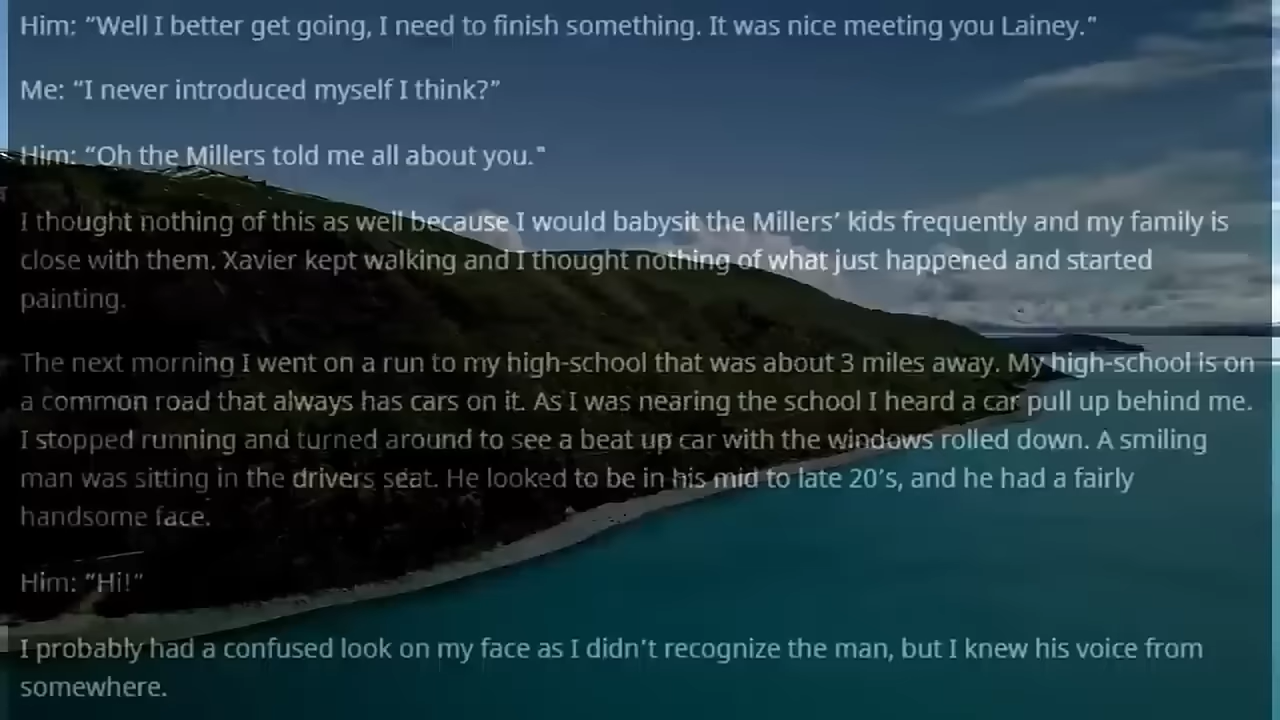 Him: “Well I better get going, I need to finish something. It was nice meeting you Lainey.”
Me: “I never introduced myself I think?”
Him: “Oh the Millers told me all about you."
I thought nothing of this as well because I would babysit the Millers’ kids frequently and my family is
close with them. Xavier kept walking and I thought nothing of what just happened and started
painting.
The next morning I went on a run to my high-school that was about 3 miles away. My high-school is on
a common road that always has cars on it. As I was nearing the school I heard a car pull up behind me.
I stopped running and turned around to see a beat up car with the windows rolled down. A smiling
man was sitting in the drivers seat. He looked to be in his mid to late 20’s, and he had a fairly
handsome face.
Him: “Hi!”
I probably had a confused look on my face as I didn’t recognize the man, but I knew his voice from
somewhere.